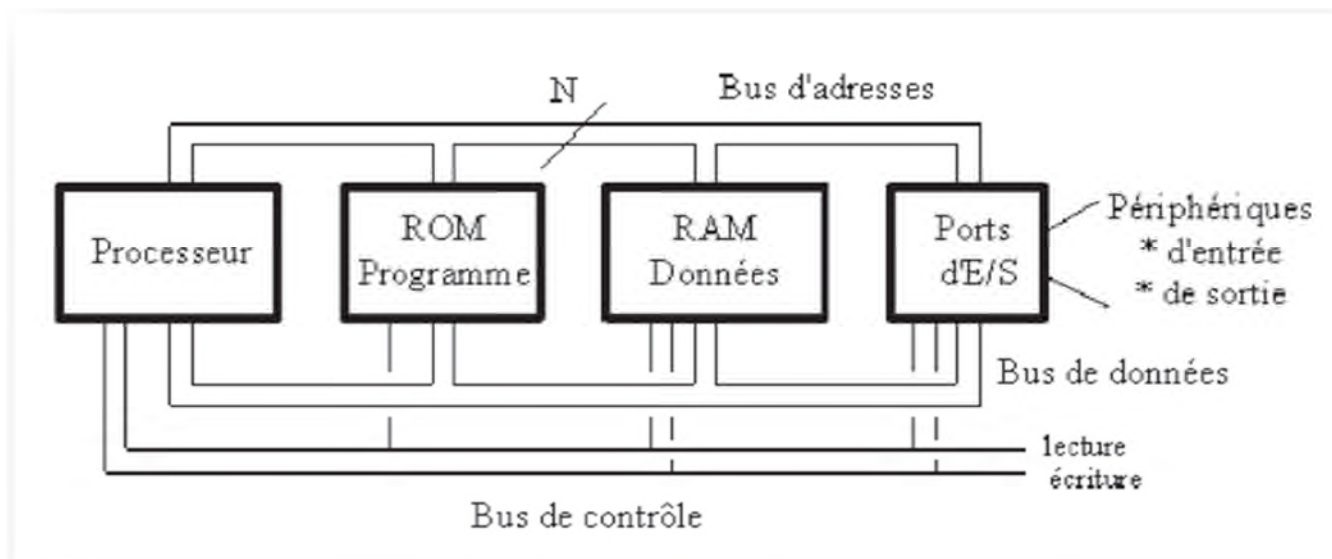 N
Bus d'adresses
Processeur
ROM
Programme
RAM
Données
Ports
d'E/S
Périphériques
* d'entrée
* de sortie
Bus de données
lecture
écriture
Bus de contrôle